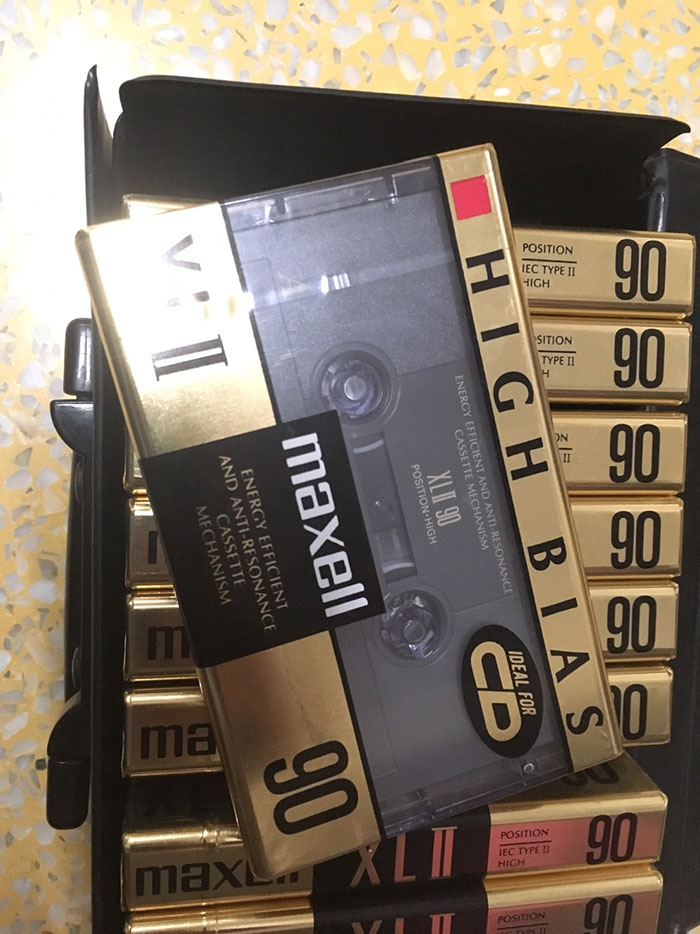 XLII
HIGH BIAS
maxell
ENERGY EFFICIENT
AND ANTI-RESONANCE
CASSETTE
MECHANISM
90
ENERGY EFFICIENT AND ANTI-RESONANCE
CASSETTE MECHANISM
XLII 90
POSITION·HIGH
IDEAL FOR
CD
POSITION
IEC TYPE II
HIGH
90
90
90
90
90
90
maxell
XLII
POSITION
IEC TYPE II
HIGH
90
XLII
POSITION
90